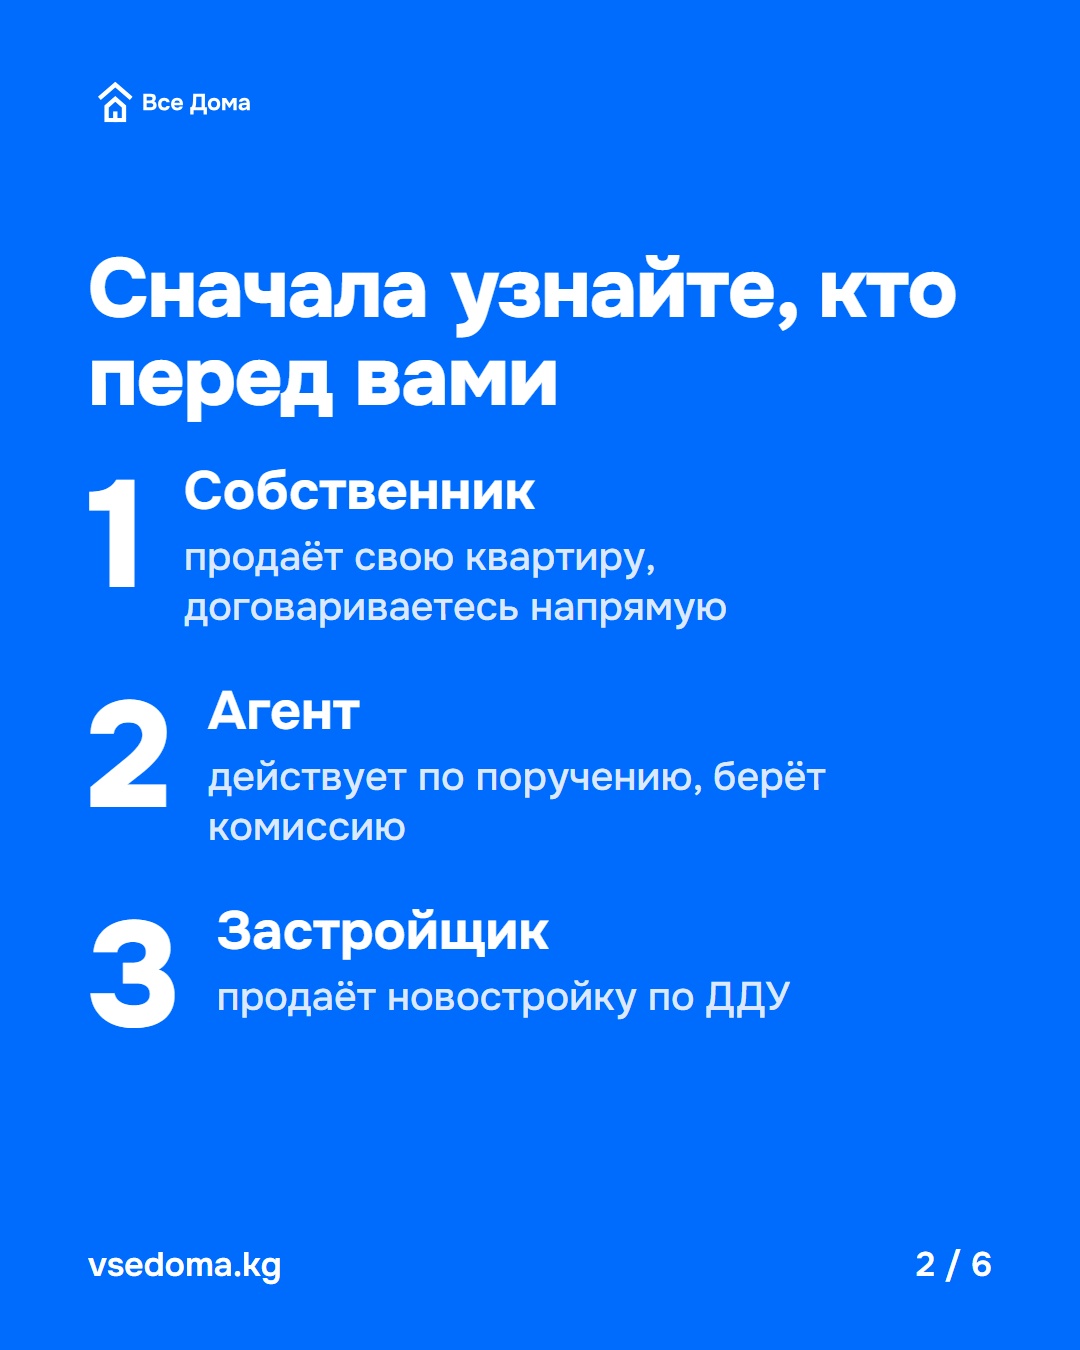 Все Дома
Сначала узнайте, кто
перед вами
1
Собственник
продаёт свою квартиру,
договариваетесь напрямую
2
Агент
действует по поручению, берёт
комиссию
3
Застройщик
продаёт новостройку по ДДУ
vsedoma.kg
2 / 6